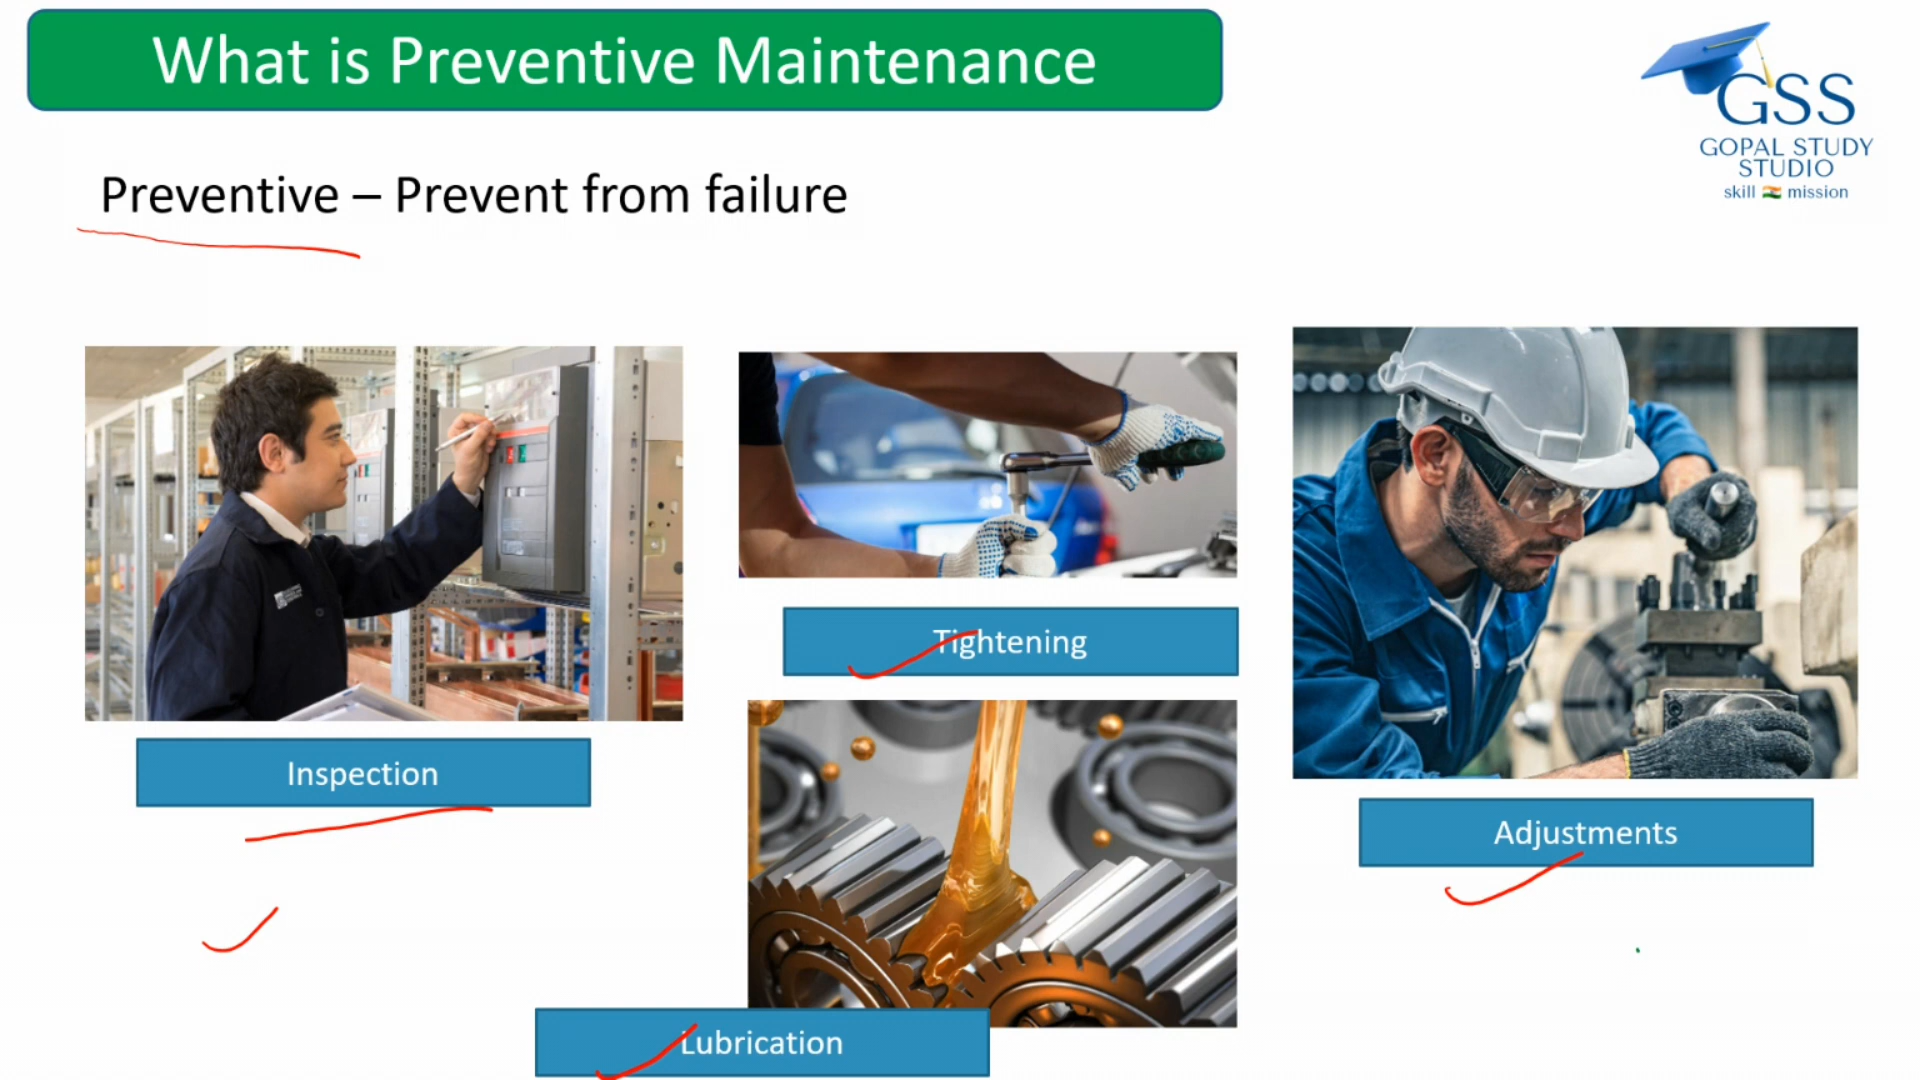 What is Preventive Maintenance
GSS
GOPAL STUDY
STUDIO
skill mission
Preventive – Prevent from failure
Inspection
Tightening
Lubrication
Adjustments